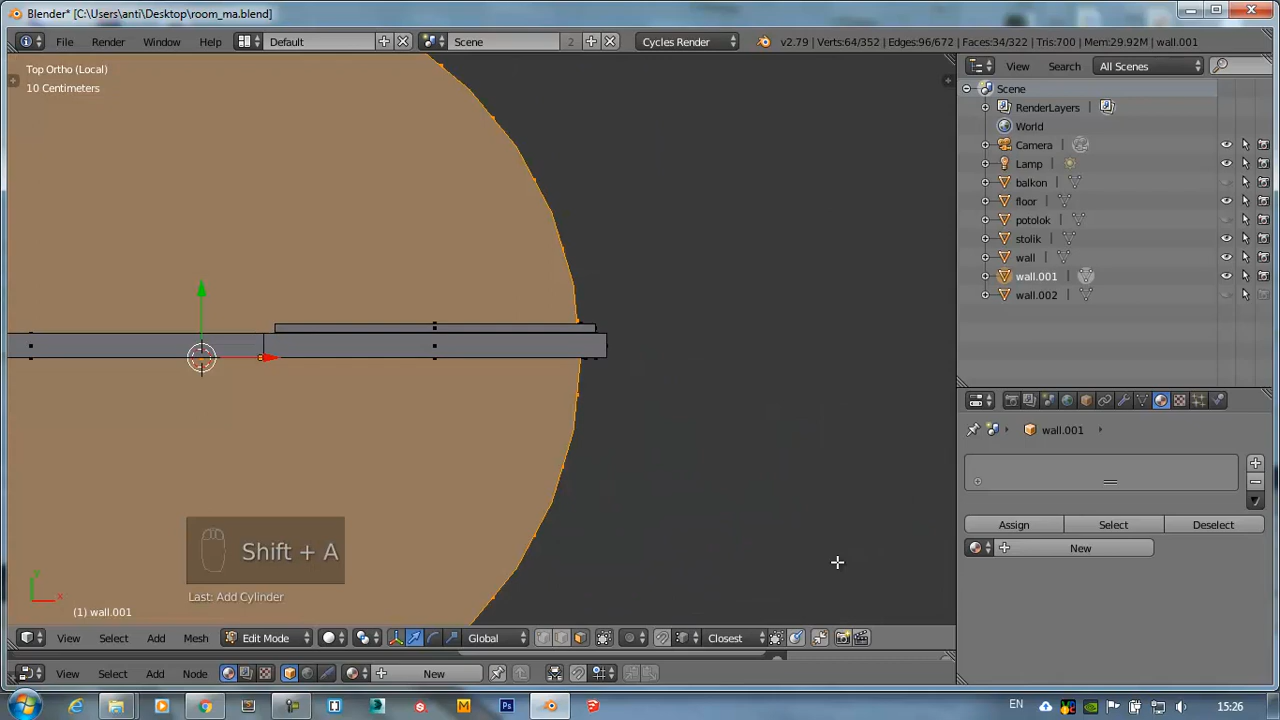 Blender* [C:\Users\anti\Desktop\room_ma.blend]
File Render Window Help Default Scene 2 Cycles Render v2.79 | Verts:64/352 | Edges:96/672 | Faces:34/322 | Tris:700 | Mem:29.92M | wall.001
Top Ortho (Local)
10 Centimeters
View Search All Scenes
Scene
RenderLayers
World
Camera
Lamp
balkon
floor
potolok
stolik
wall
wall.001
wall.002
wall.001
Assign Select Deselect
New
Shift + A
Last: Add Cylinder
y
x
(1) wall.001
View Select Add Mesh Edit Mode Global Closest
View Select Add Node New
EN 15:26